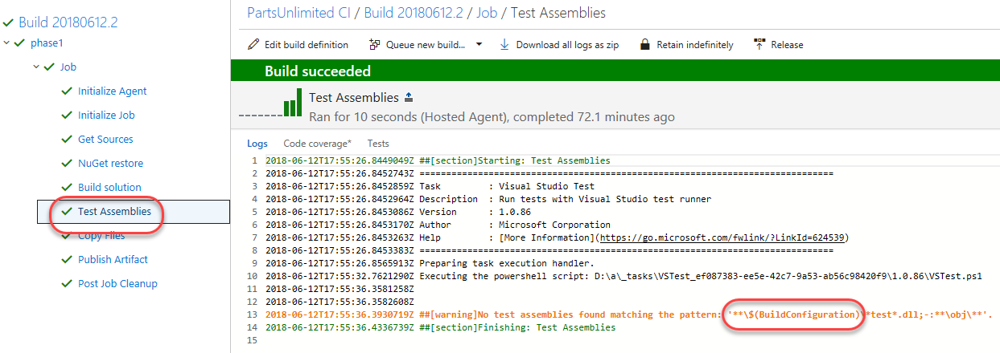 Build 20180612.2
phase1
Job
Initialize Agent
Initialize Job
Get Sources
NuGet restore
Build solution
Test Assemblies
Copy Files
Publish Artifact
Post Job Cleanup
PartsUnlimited CI / Build 20180612.2 / Job / Test Assemblies
Edit build definition Queue new build... Download all logs as zip Retain indefinitely Release
Build succeeded
Test Assemblies
Ran for 10 seconds (Hosted Agent), completed 72.1 minutes ago
Logs Code coverage* Tests
1 2018-06-12T17:55:26.8449049Z ##[section]Starting: Test Assemblies
2 2018-06-12T17:55:26.8452743Z ==============================================================================
3 2018-06-12T17:55:26.8452859Z Task : Visual Studio Test
4 2018-06-12T17:55:26.8452964Z Description : Run tests with Visual Studio test runner
5 2018-06-12T17:55:26.8453086Z Version : 1.0.86
6 2018-06-12T17:55:26.8453170Z Author : Microsoft Corporation
7 2018-06-12T17:55:26.8453263Z Help : [More Information](https://go.microsoft.com/fwlink/?LinkId=624539)
8 2018-06-12T17:55:26.8453383Z ==============================================================================
9 2018-06-12T17:55:26.8565913Z Preparing task execution handler.
10 2018-06-12T17:55:32.7621290Z Executing the powershell script: D:\a\_tasks\VSTest_ef087383-ee5e-42c7-9a53-ab56c98420f9\1.0.86\VSTest.ps1
11 2018-06-12T17:55:36.3581258Z
12 2018-06-12T17:55:36.3582608Z
13 2018-06-12T17:55:36.3930719Z ##[warning]No test assemblies found matching the pattern: '**\$(BuildConfiguration)\*test*.dll;-:**\obj\**'.
14 2018-06-12T17:55:36.4336739Z ##[section]Finishing: Test Assemblies
15